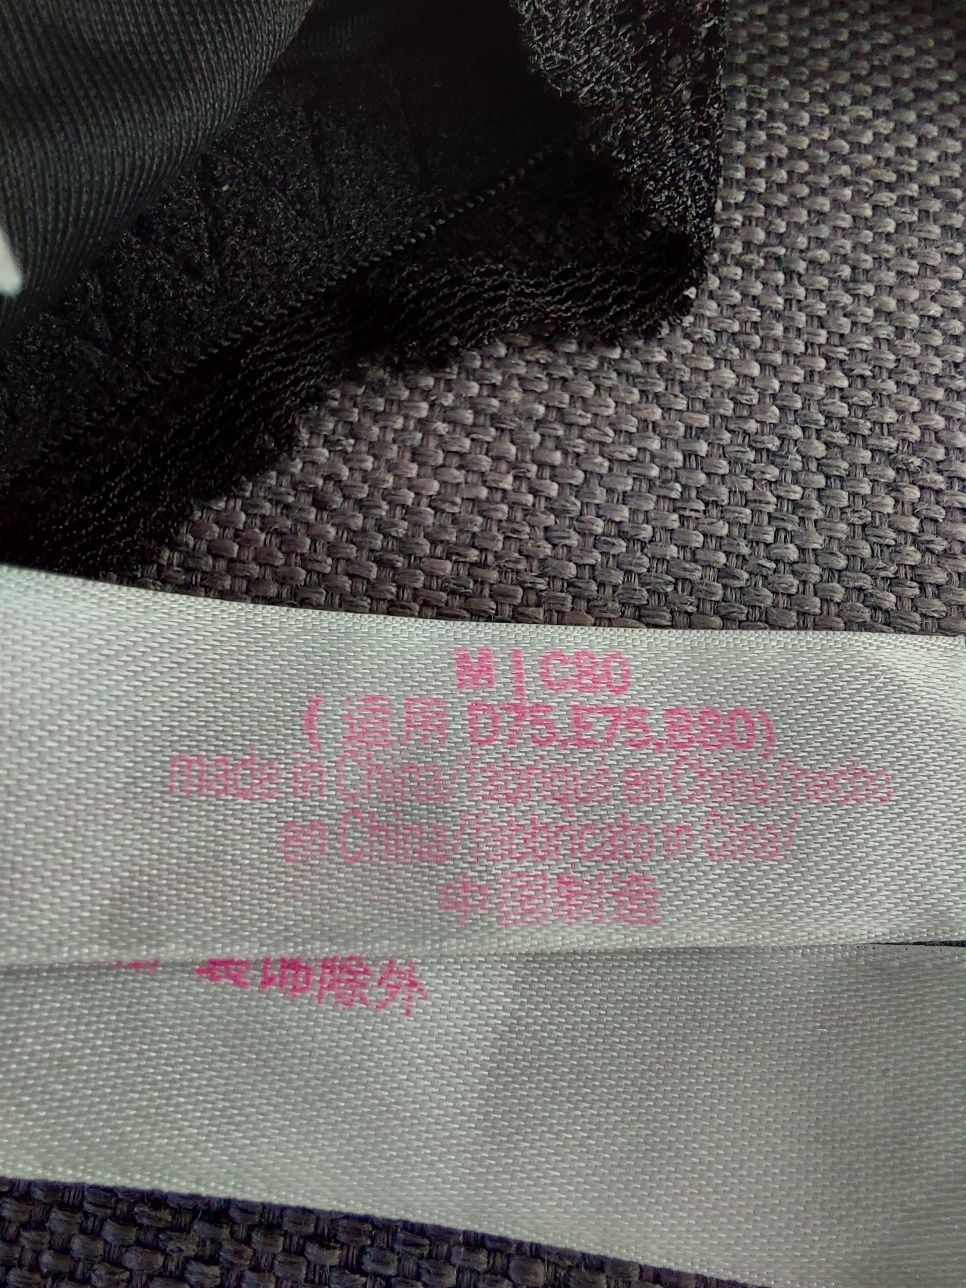 M | C80
(适用 D75,E75,B80)
made in China/fabriqué en Chine/hecho
en China/fabbricato in Cina/
中国制造
装饰除外